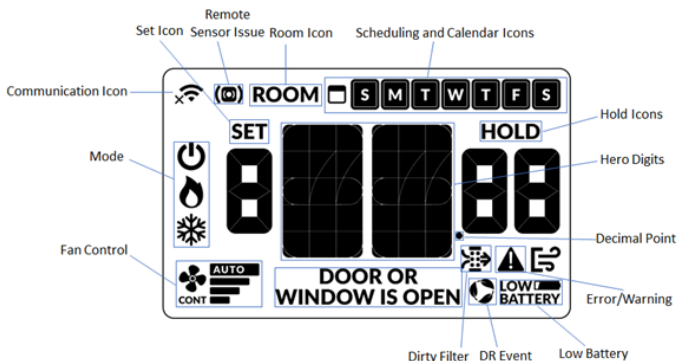 Remote
Set Icon
Sensor Issue
Room Icon
Scheduling and Calendar Icons
Communication Icon
ROOM
S M T W T F S
Hold Icons
SET
HOLD
Mode
8
88
Hero Digits
Decimal Point
Fan Control
AUTO
CONT
DOOR OR
WINDOW IS OPEN
LOW
BATTERY
Error/Warning
Dirty Filter
DR Event
Low Battery